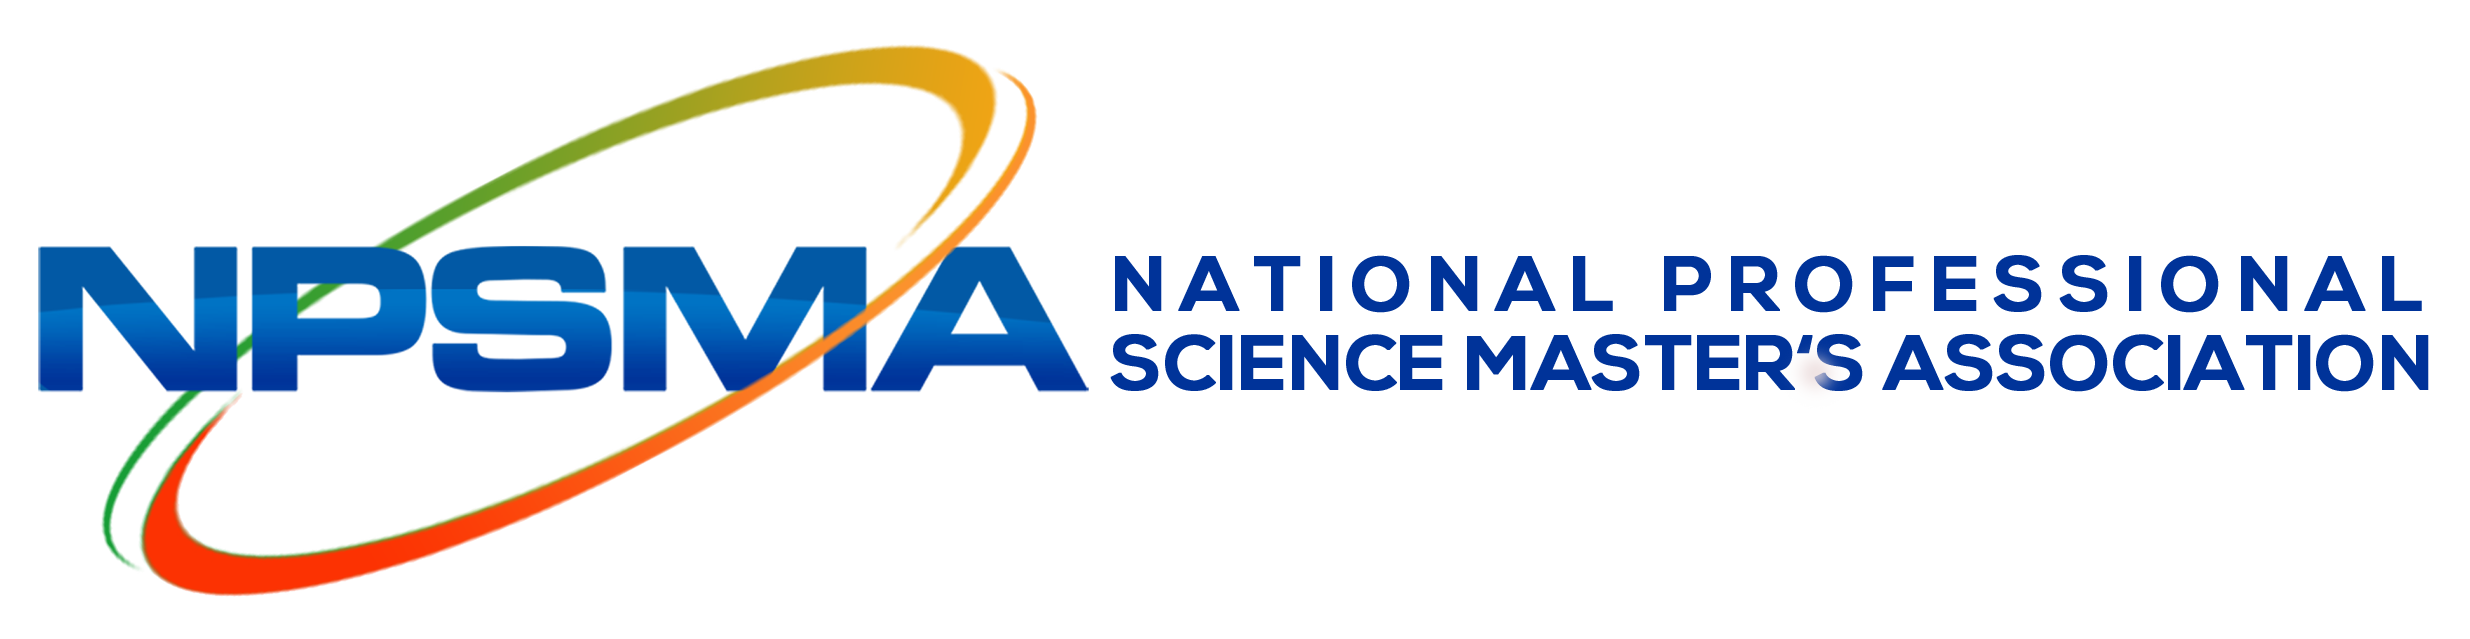 NPSMA
NATIONAL PROFESSIONAL
SCIENCE MASTER‘S ASSOCIATION